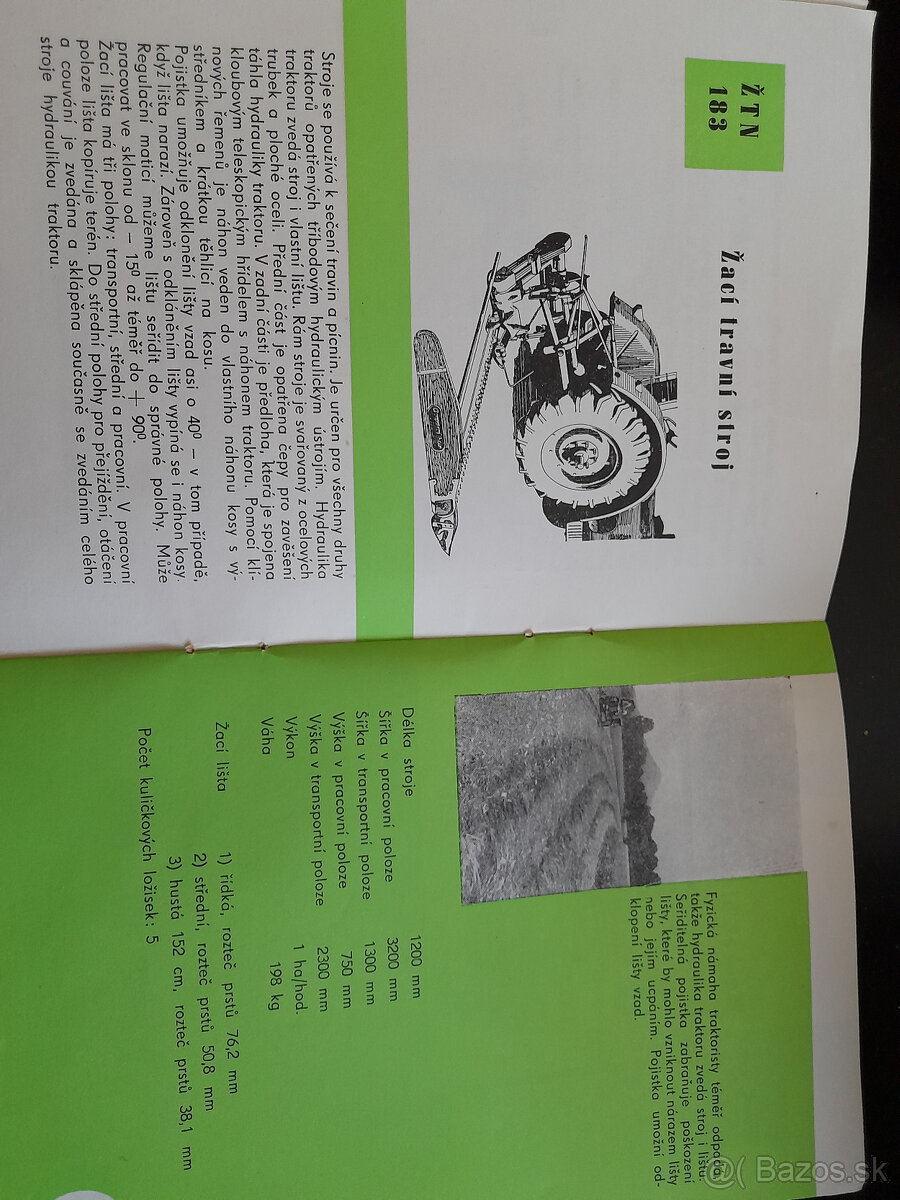 ŽTN
183
Žací travní stroj
Stroje se používá k sečení travin a pícnin. Je určen pro všechny druhy
traktorů opatřených tříbodovým hydraulickým ústrojím. Hydraulika
traktoru zvedá stroj i vlastní lištu. Rám stroje je svařovaný z ocelových
trubek a ploché oceli. Přední část je opatřena čepy pro zavěšení
táhla hydrauliky traktoru. V zadní části je předloha, která je spojena
kloubovým teleskopickým hřídelem s náhonem traktoru. Pomocí klí-
nových řemenů je náhon veden do vlastního náhonu kosy s vý-
středníkem a krátkou těhlicí na kosu.
Pojistka umožňuje odklonění lišty vzad asi o 40° – v tom případě,
když lišta narazí. Zároveň s odkláněním lišty vypíná se i náhon kosy.
Regulační maticí můžeme lištu seřídit do správné polohy. Může
pracovat ve sklonu od – 15° až téměř do + 90°.
Žací lišta má tři polohy: transportní, střední a pracovní. V pracovní
poloze lišta kopíruje terén. Do střední polohy pro přejíždění, otáčení
a couvání je zvedána a sklápěna současně se zvedáním celého
stroje hydraulikou traktoru.
Fyzická námaha traktoristy téměř odpadá,
takže hydraulika traktoru zvedá stroj i lištu.
Seřiditelná pojistka zabraňuje poškození
lišty, které by mohlo vzniknout nárazem lišty
nebo jejím ucpáním. Pojistka umožní od-
klopení lišty vzad.
Délka stroje 1200 mm
Šířka v pracovní poloze 3200 mm
Šířka v transportní poloze 1300 mm
Výška v pracovní poloze 750 mm
Výška v transportní poloze 2300 mm
Výkon 1 ha/hod.
Váha 198 kg
Žací lišta 1) řídká, rozteč prstů 76,2 mm
2) střední, rozteč prstů 50,8 mm
3) hustá 152 cm, rozteč prstů 38,1 mm
Počet kuličkových ložisek: 5
@( Bazos.sk